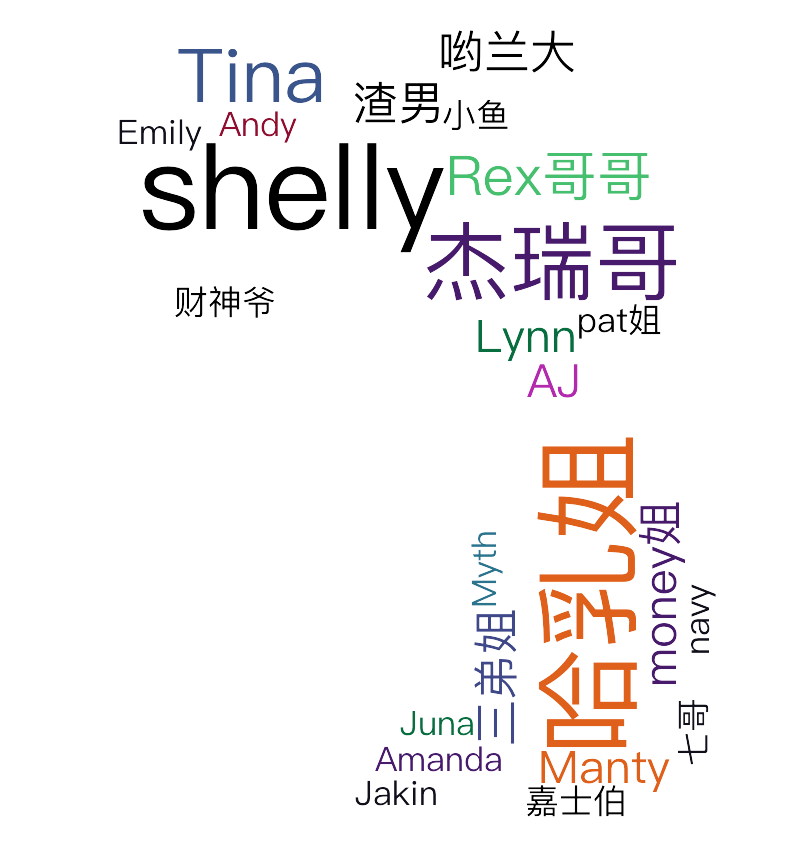 哟兰大
Tina
渣男
小鱼
Emily
Andy
shelly
Rex哥哥
杰瑞哥
财神爷
pat姐
Lynn
AJ
哈乳姐
money姐
Myth
navy
三弟姐
七哥
Juna
Amanda
Manty
Jakin
嘉士伯